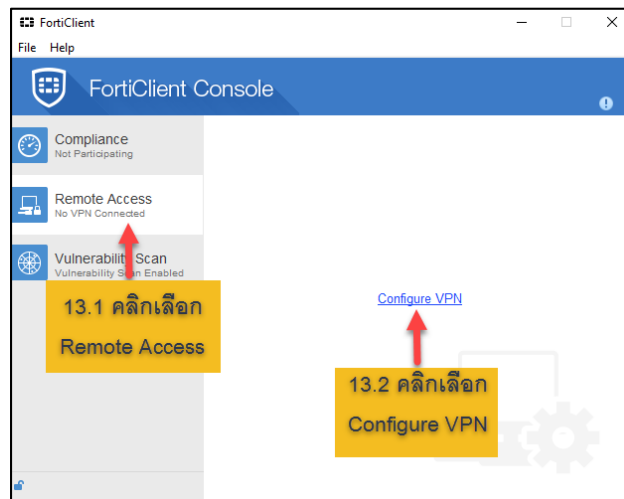 FortiClient
File Help
FortiClient Console
Compliance
Not Participating
Remote Access
No VPN Connected
Vulnerability Scan
Vulnerability Scan Enabled
13.1 คลิกเลือก
Remote Access
Configure VPN
13.2 คลิกเลือก
Configure VPN